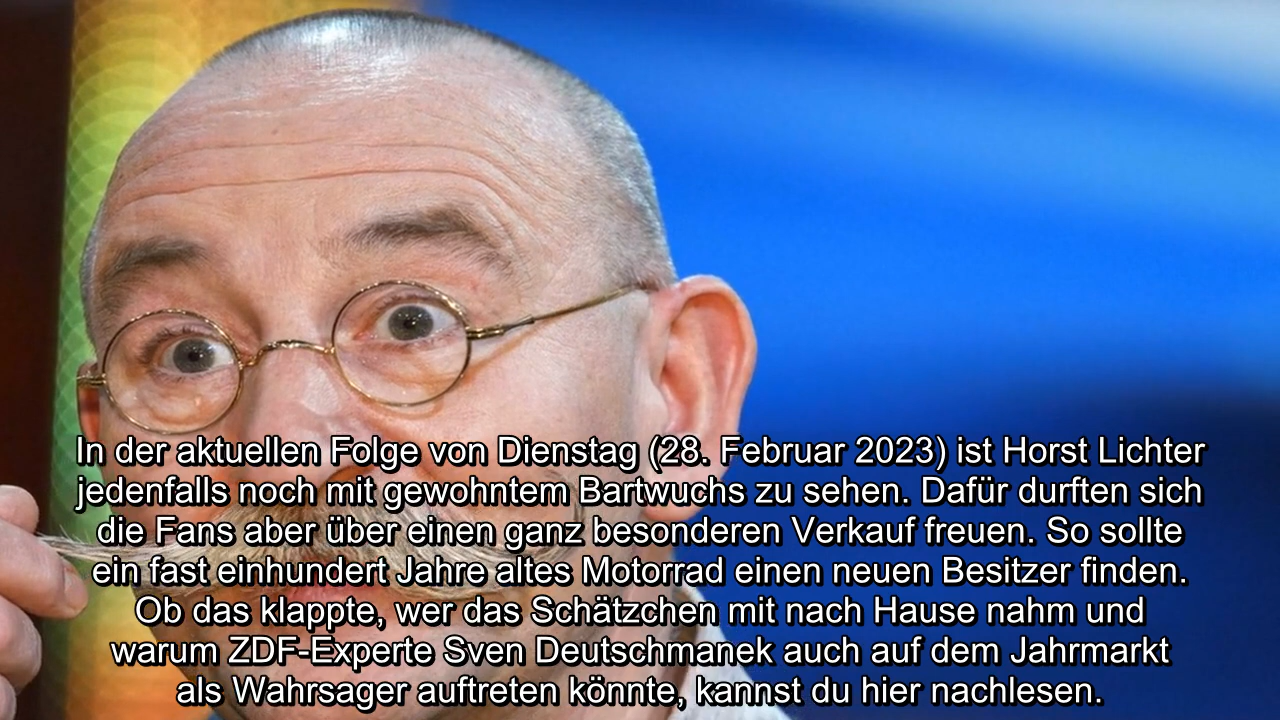 In der aktuellen Folge von Dienstag (28. Februar 2023) ist Horst Lichter
jedenfalls noch mit gewohntem Bartwuchs zu sehen. Dafür durften sich
die Fans aber über einen ganz besonderen Verkauf freuen. So sollte
ein fast einhundert Jahre altes Motorrad einen neuen Besitzer finden.
Ob das klappte, wer das Schätzchen mit nach Hause nahm und
warum ZDF-Experte Sven Deutschmanek auch auf dem Jahrmarkt
als Wahrsager auftreten könnte, kannst du hier nachlesen.